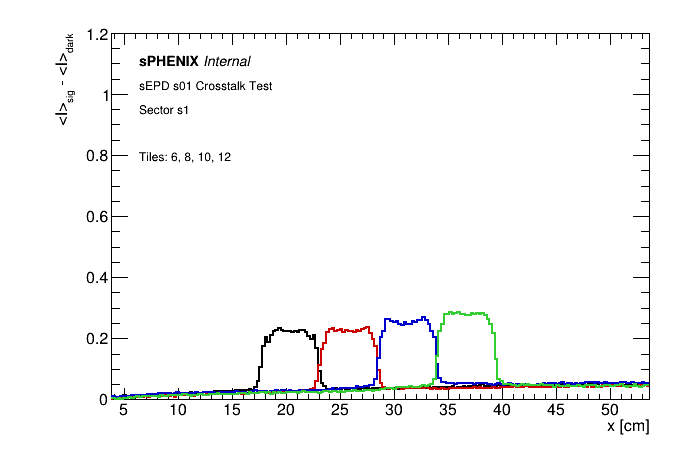 <I>sig - <I>dark
1.2
1
0.8
0.6
0.4
0.2
0
sPHENIX Internal
sEPD s01 Crosstalk Test
Sector s1
Tiles: 6, 8, 10, 12
5 10 15 20 25 30 35 40 45 50
x [cm]